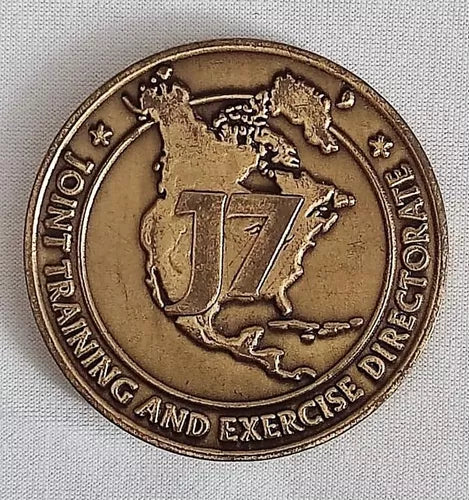 J7
JOINT TRAINING AND EXERCISE DIRECTORATE